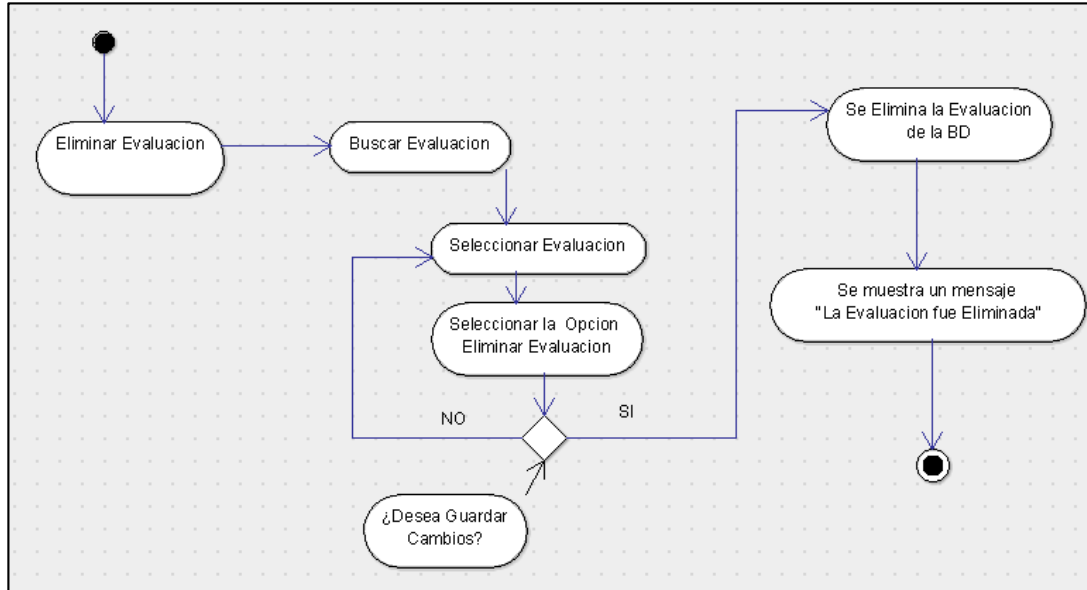 Eliminar Evaluacion
Buscar Evaluacion
Seleccionar Evaluacion
Seleccionar la Opcion
Eliminar Evaluacion
NO
SI
¿Desea Guardar
Cambios?
Se Elimina la Evaluacion
de la BD
Se muestra un mensaje
"La Evaluacion fue Eliminada"